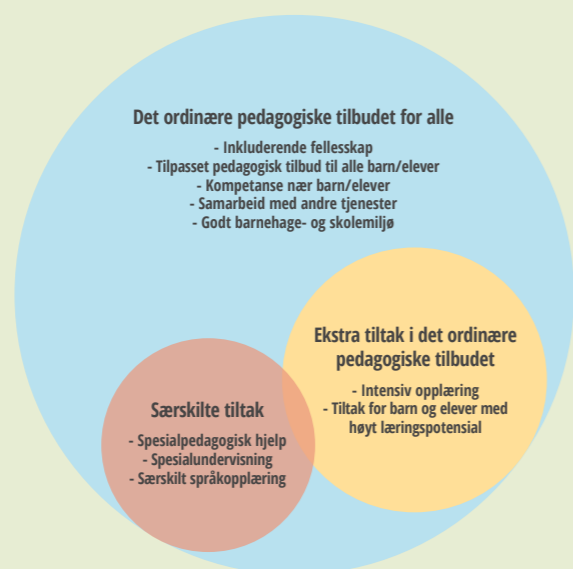 Det ordinære pedagogiske tilbudet for alle
- Inkluderende fellesskap
- Tilpasset pedagogisk tilbud til alle barn/elever
- Kompetanse nær barn/elever
- Samarbeid med andre tjenester
- Godt barnehage- og skolemiljø
Ekstra tiltak i det ordinære
pedagogiske tilbudet
- Intensiv opplæring
- Tiltak for barn og elever med
høyt læringspotensial
Særskilte tiltak
- Spesialpedagogisk hjelp
- Spesialundervisning
- Særskilt språkopplæring